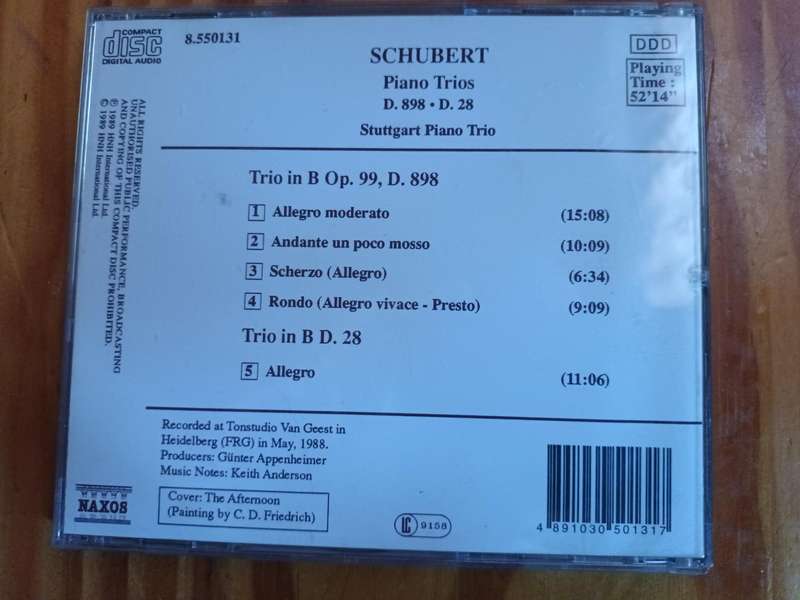 COMPACT
disc
DIGITAL AUDIO
8.550131
SCHUBERT
Piano Trios
D. 898 • D. 28
Stuttgart Piano Trio
DDD
Playing
Time :
52'14"
ALL RIGHTS RESERVED.
UNAUTHORISED PUBLIC PERFORMANCE, BROADCASTING
AND COPYING OF THIS COMPACT DISC PROHIBITED.
℗ 1989 HNH International Ltd.
© 1989 HNH International Ltd.
Trio in B Op. 99, D. 898
1 Allegro moderato (15:08)
2 Andante un poco mosso (10:09)
3 Scherzo (Allegro) (6:34)
4 Rondo (Allegro vivace - Presto) (9:09)
Trio in B D. 28
5 Allegro (11:06)
Recorded at Tonstudio Van Geest in
Heidelberg (FRG) in May, 1988.
Producers: Günter Appenheimer
Music Notes: Keith Anderson
NAXOS
Cover: The Afternoon
(Painting by C. D. Friedrich)
LC 9158
4 891030 501317